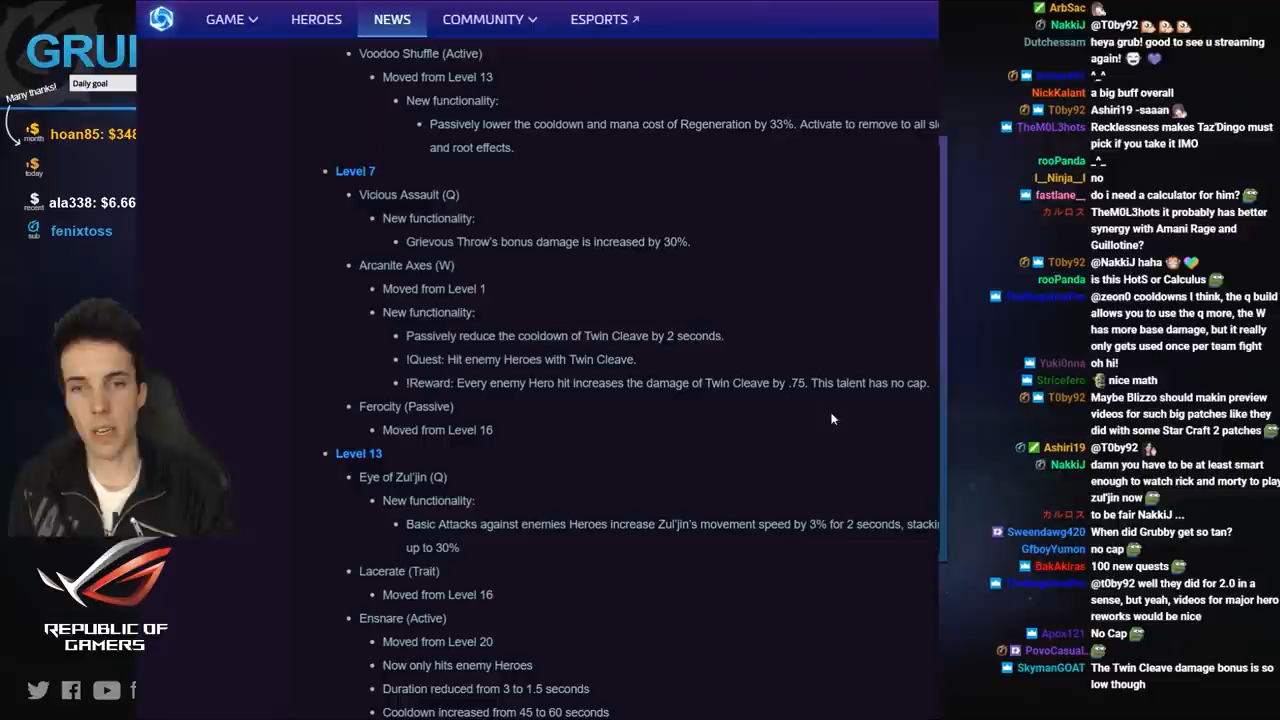 GAME
HEROES
NEWS
COMMUNITY
ESPORTS
GRU
Daily goal
Many thanks!
$
month
hoan85: $348
$
today
$
recent
ala338: $6.66
sub
fenixtoss
Voodoo Shuffle (Active)
Moved from Level 13
New functionality:
Passively lower the cooldown and mana cost of Regeneration by 33%. Activate to remove to all sl
and root effects.
Level 7
Vicious Assault (Q)
New functionality:
Grievous Throw's bonus damage is increased by 30%.
Arcanite Axes (W)
Moved from Level 1
New functionality:
Passively reduce the cooldown of Twin Cleave by 2 seconds.
!Quest: Hit enemy Heroes with Twin Cleave.
!Reward: Every enemy Hero hit increases the damage of Twin Cleave by .75. This talent has no cap.
Ferocity (Passive)
Moved from Level 16
Level 13
Eye of Zul'jin (Q)
New functionality:
Basic Attacks against enemies Heroes increase Zul'jin's movement speed by 3% for 2 seconds, stacki
up to 30%
Lacerate (Trait)
Moved from Level 16
Ensnare (Active)
Moved from Level 20
Now only hits enemy Heroes
Duration reduced from 3 to 1.5 seconds
Cooldown increased from 45 to 60 seconds
REPUBLIC OF
GAMERS
ArbSac
NakkiJ @T0by92
Dutchessam heya grub! good to see u streaming
again!
^_^
NickKalant a big buff overall
T0by92 Ashiri19 -saaan
TheM0L3hots Recklessness makes Taz'Dingo must
pick if you take it IMO
rooPanda _^_
I__Ninja__I no
fastlane__ do i need a calculator for him?
カルロス TheM0L3hots it probably has better
synergy with Amani Rage and
Guillotine?
T0by92 @NakkiJ haha
rooPanda is this HotS or Calculus
@zeon0 cooldowns I think, the q build
allows you to use the q more, the W
has more base damage, but it really
only gets used once per team fight
Yuki0nna oh hi!
Stricefero nice math
T0by92 Maybe Blizzo should makin preview
videos for such big patches like they
did with some Star Craft 2 patches
Ashiri19 @T0by92
NakkiJ damn you have to be at least smart
enough to watch rick and morty to play
zul'jin now
カルロス to be fair NakkiJ ...
Sweendawg420 When did Grubby get so tan?
GfboyYumon no cap
BakAkiras 100 new quests
@t0by92 well they did for 2.0 in a
sense, but yeah, videos for major hero
reworks would be nice
Apox121 No Cap
PovoCasual..
SkymanGOAT The Twin Cleave damage bonus is so
low though